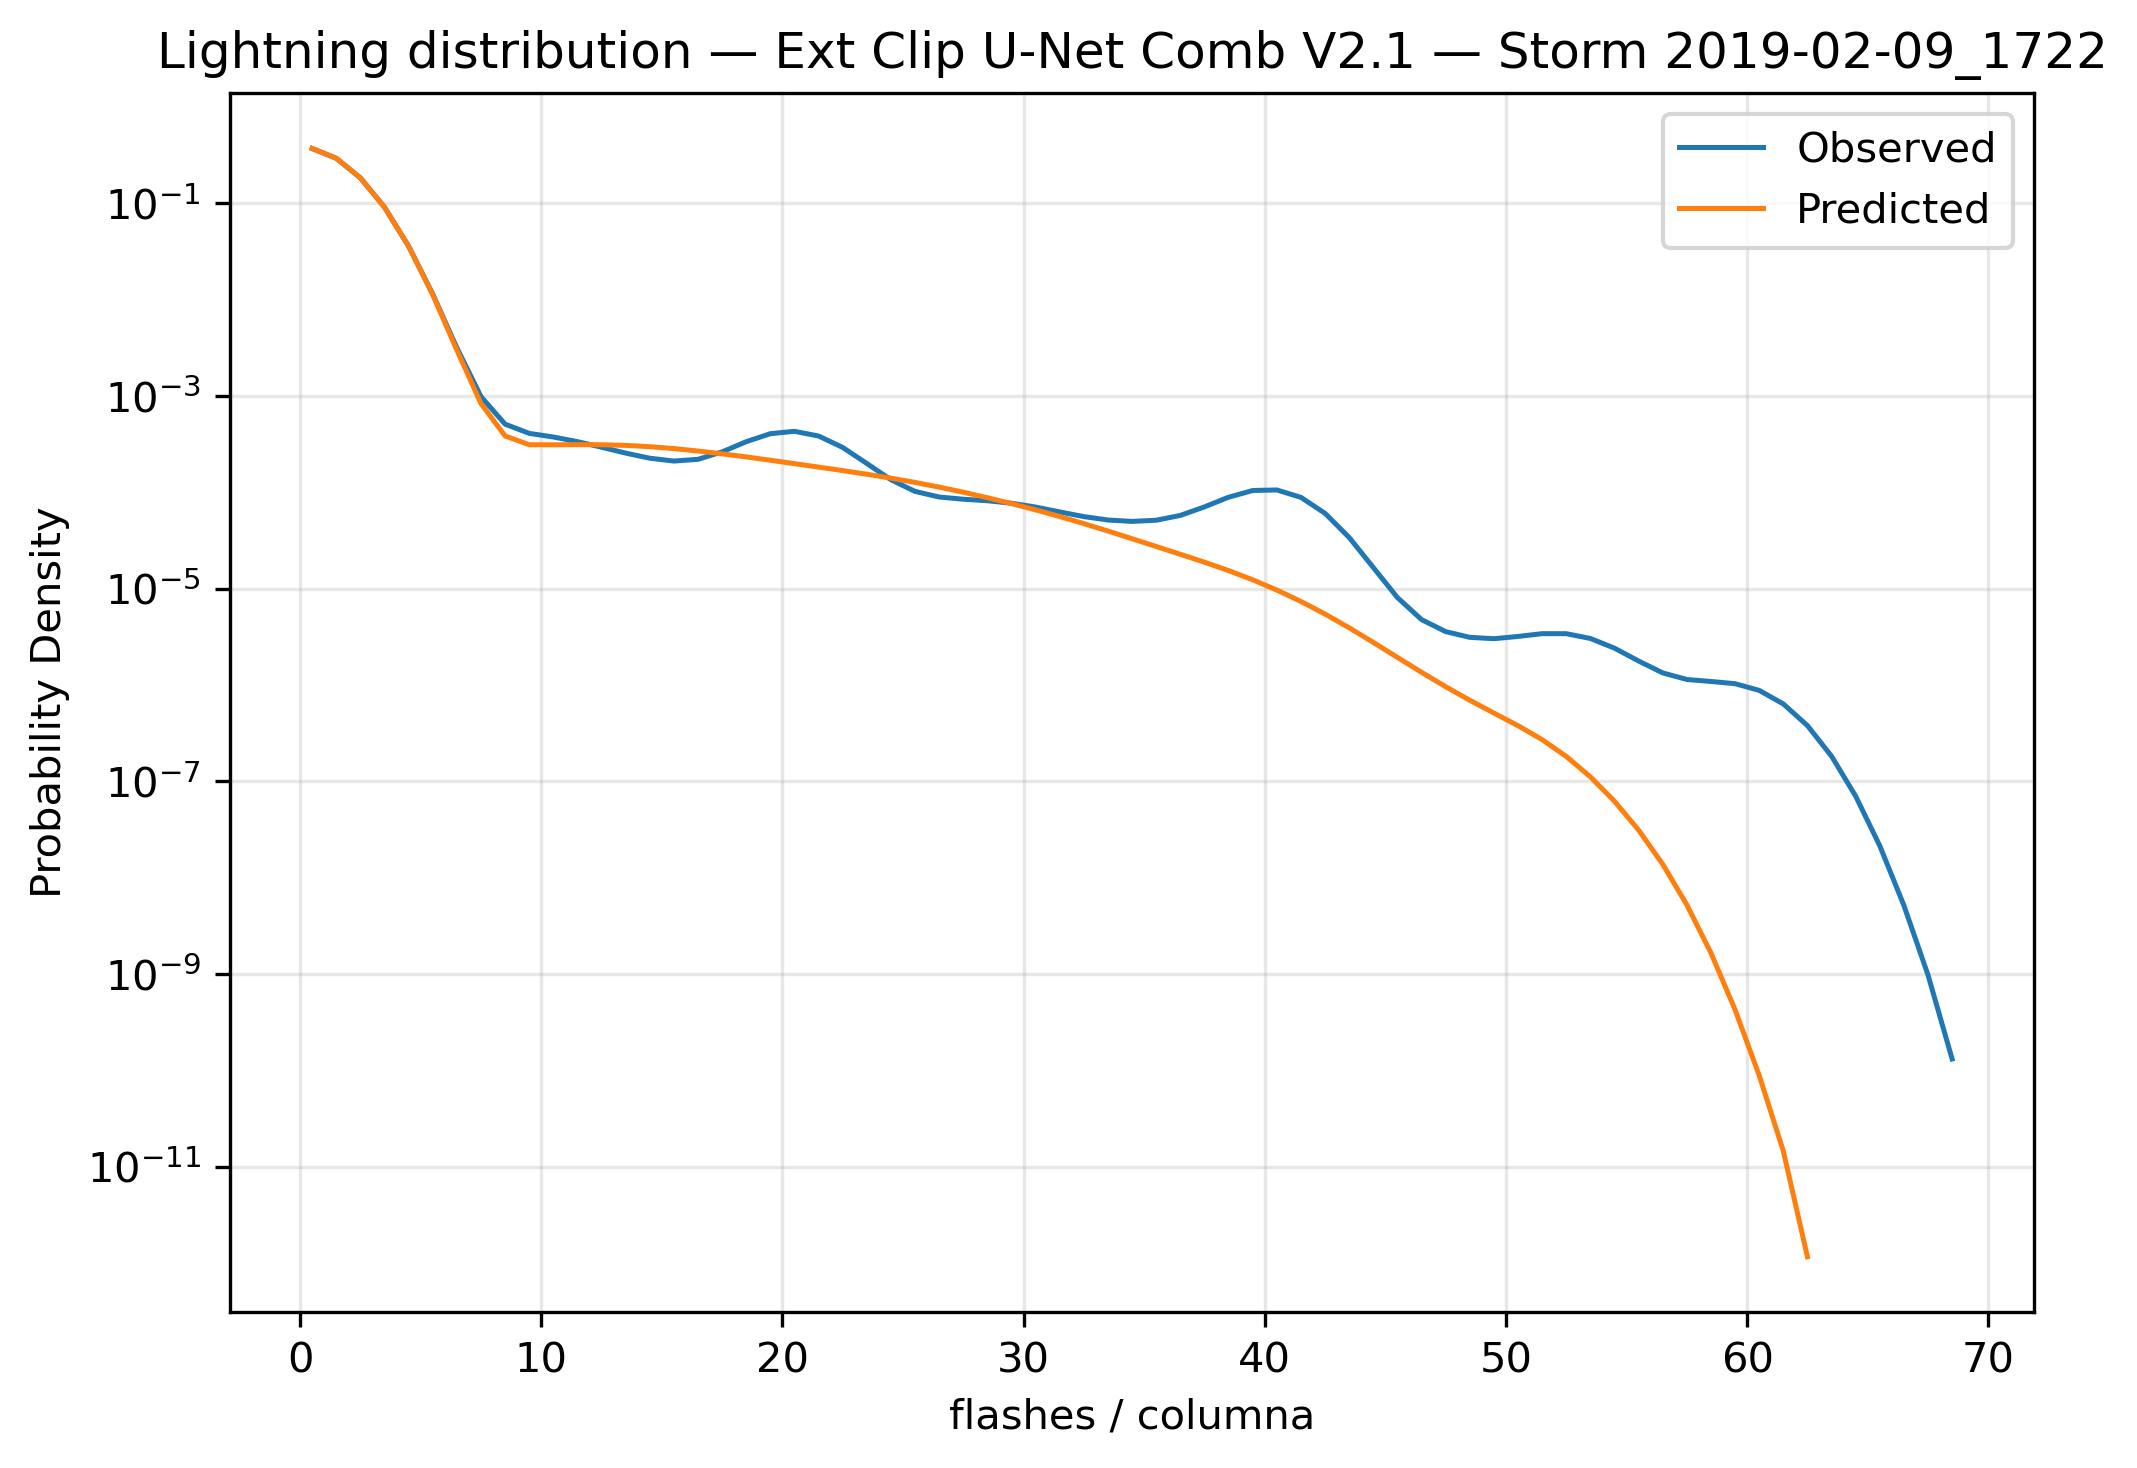 Lightning distribution — Ext Clip U-Net Comb V2.1 — Storm 2019-02-09_1722
Observed
Predicted
Probability Density
10⁻¹
10⁻³
10⁻⁵
10⁻⁷
10⁻⁹
10⁻¹¹
0 10 20 30 40 50 60 70
flashes / columna